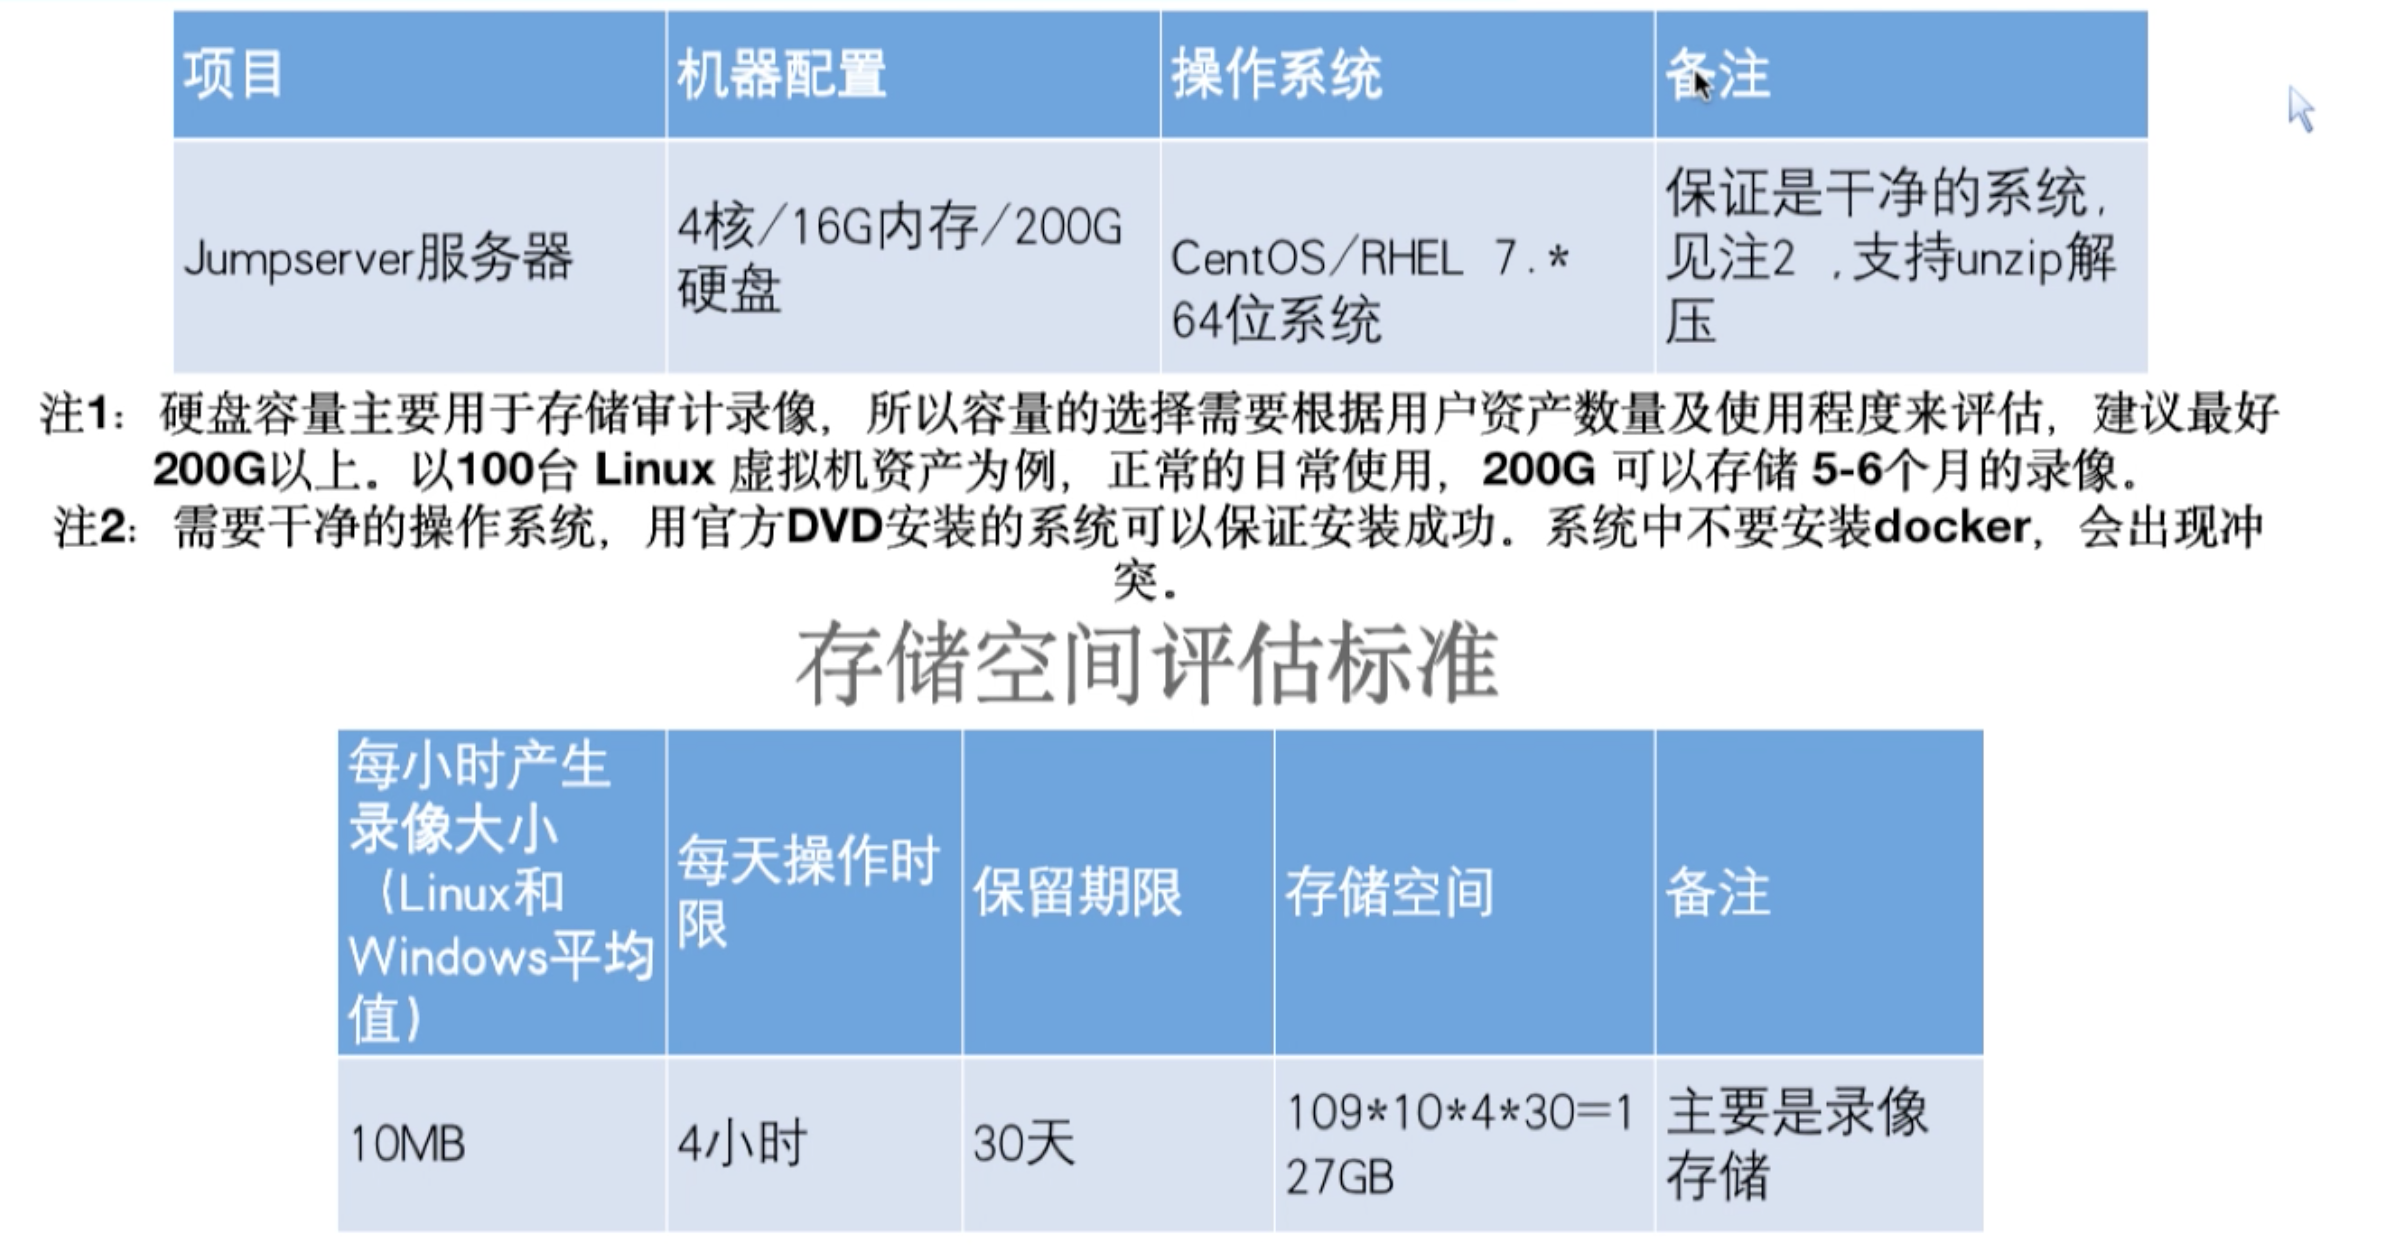 项目
机器配置
操作系统
备注
Jumpserver服务器
4核/16G内存/200G
硬盘
CentOS/RHEL 7.*
64位系统
保证是干净的系统,
见注2 ,支持unzip解
压
注1：硬盘容量主要用于存储审计录像，所以容量的选择需要根据用户资产数量及使用程度来评估，建议最好
200G以上。以100台 Linux 虚拟机资产为例，正常的日常使用，200G 可以存储 5-6个月的录像。
注2：需要干净的操作系统，用官方DVD安装的系统可以保证安装成功。系统中不要安装docker，会出现冲
突。
存储空间评估标准
每小时产生
录像大小
（Linux和
Windows平均
值）
每天操作时
限
保留期限
存储空间
备注
10MB
4小时
30天
109*10*4*30=1
27GB
主要是录像
存储